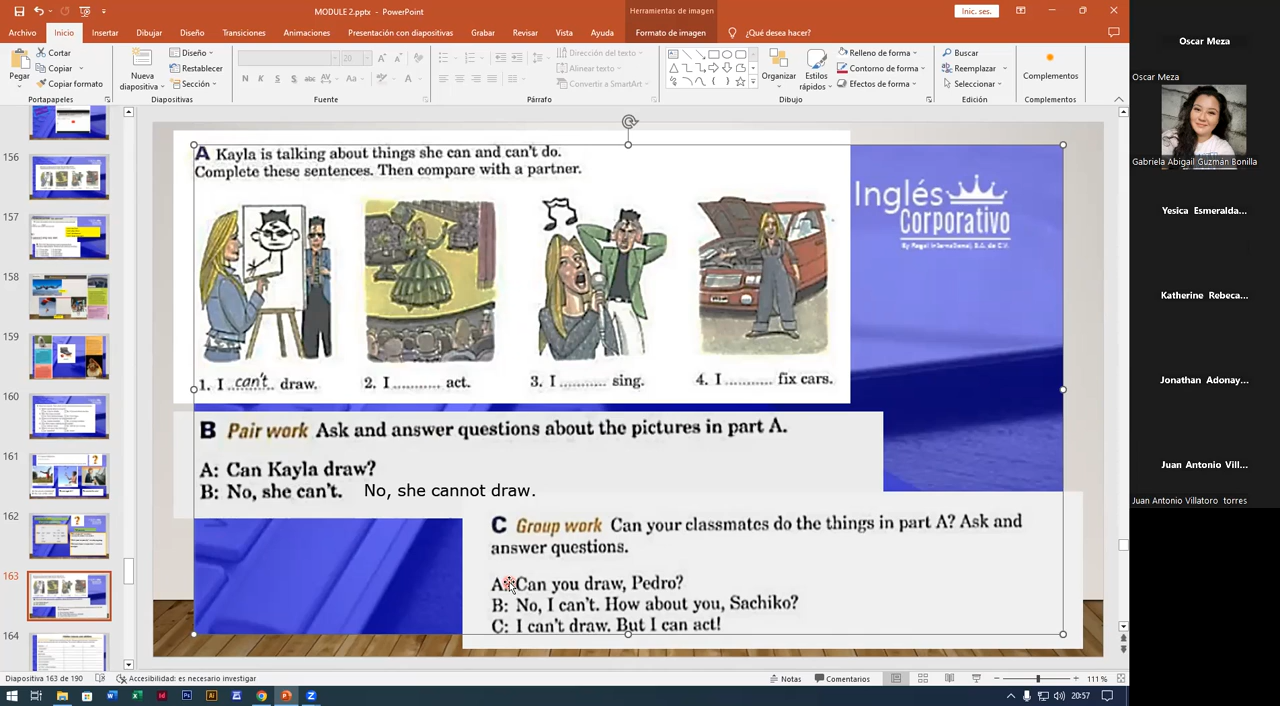 MODULE 2.pptx - PowerPoint
Herramientas de imagen
Inic. ses.
Archivo Inicio Insertar Dibujar Diseño Transiciones Animaciones Presentación con diapositivas Grabar Revisar Vista Ayuda Formato de imagen ¿Qué desea hacer?
Pegar
Cortar
Copiar
Copiar formato
Portapapeles
Nueva diapositiva
Diseño
Restablecer
Sección
Diapositivas
20
N K S S abc AV Aa A
Fuente
Dirección del texto
Alinear texto
Convertir a SmartArt
Párrafo
Organizar
Estilos rápidos
Relleno de forma
Contorno de forma
Efectos de forma
Dibujo
Buscar
Reemplazar
Seleccionar
Edición
Complementos
Complementos
156
157
158
159
160
161
162
163
164
A Kayla is talking about things she can and can't do.
Complete these sentences. Then compare with a partner.
1. I ..can't.. draw.
2. I ........... act.
3. I ........... sing.
4. I ........... fix cars.
Inglés
Corporativo
By Regal International, S.A. de C.V.
B Pair work Ask and answer questions about the pictures in part A.
A: Can Kayla draw?
B: No, she can't. No, she cannot draw.
C Group work Can your classmates do the things in part A? Ask and
answer questions.
A: Can you draw, Pedro?
B: No, I can't. How about you, Sachiko?
C: I can't draw. But I can act!
Oscar Meza
Oscar Meza
Gabriela Abigail Guzmán Bonilla
Yesica Esmeralda...
Katherine Rebeca...
Jonathan Adonay...
Juan Antonio Vill...
Juan Antonio Villatoro torres
Diapositiva 163 de 190
Accesibilidad: es necesario investigar
Notas
Comentarios
111 %
20:57